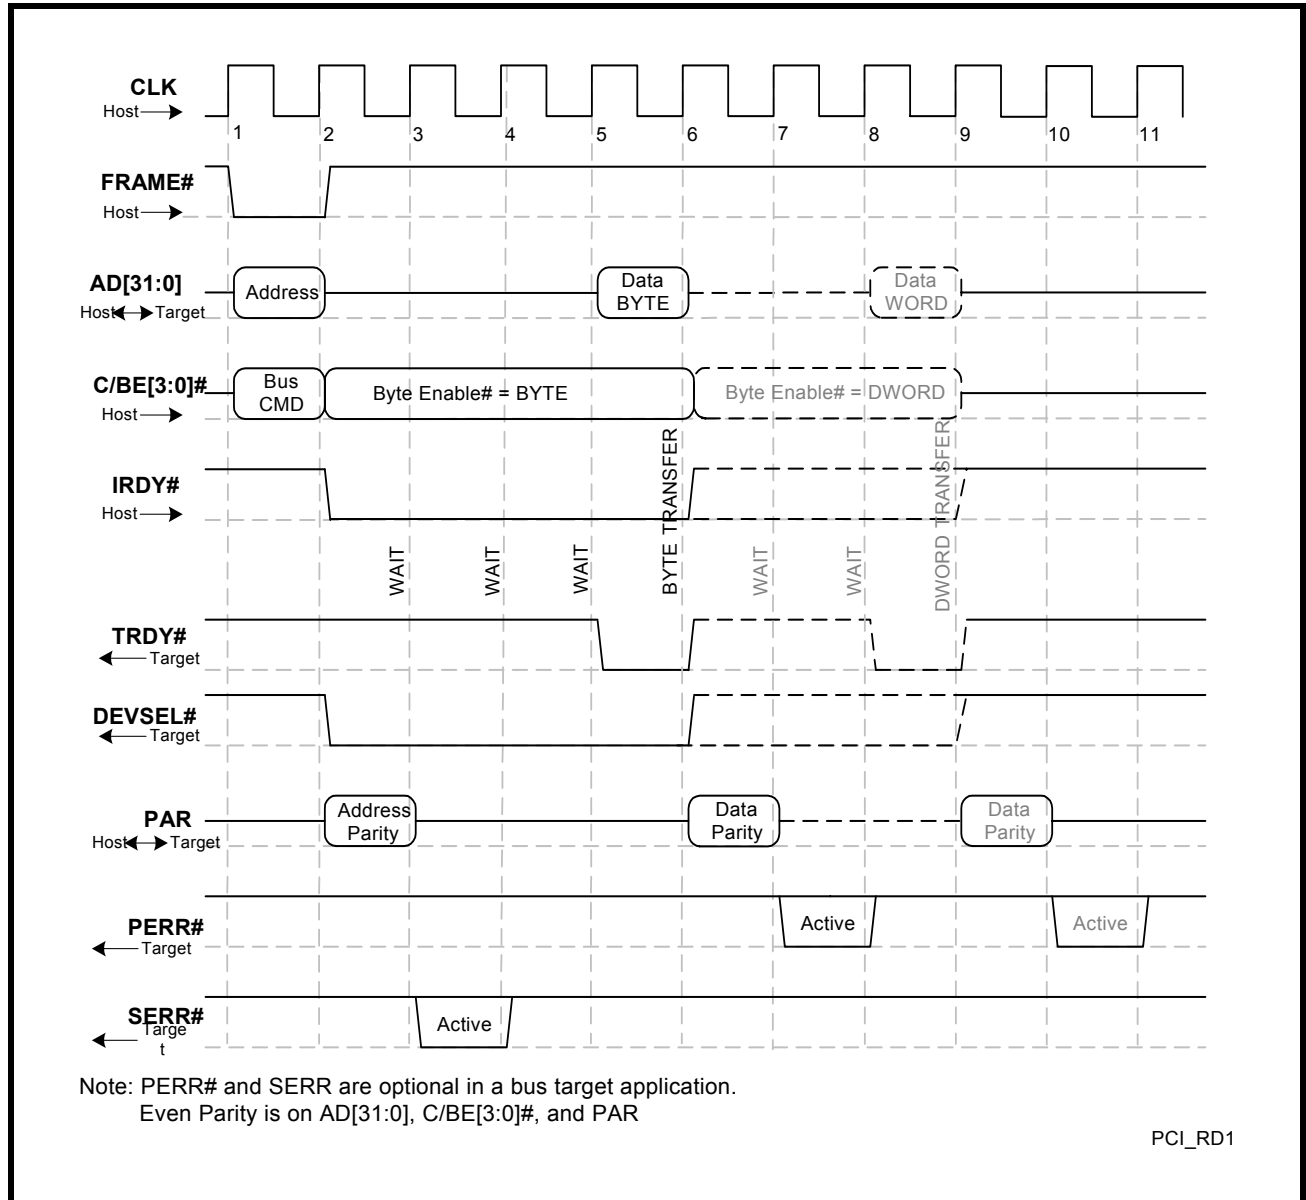 CLK
Host
1 2 3 4 5 6 7 8 9 10 11
FRAME#
Host
AD[31:0]
Host Target
Address
Data
BYTE
Data
WORD
C/BE[3:0]#
Host
Bus
CMD
Byte Enable# = BYTE
Byte Enable# = DWORD
IRDY#
Host
WAIT
WAIT
WAIT
BYTE TRANSFER
WAIT
WAIT
DWORD TRANSFER
TRDY#
Target
DEVSEL#
Target
PAR
Host Target
Address
Parity
Data
Parity
Data
Parity
PERR#
Target
Active
Active
SERR#
Targe
t
Active
Note: PERR# and SERR are optional in a bus target application.
Even Parity is on AD[31:0], C/BE[3:0]#, and PAR
PCI_RD1